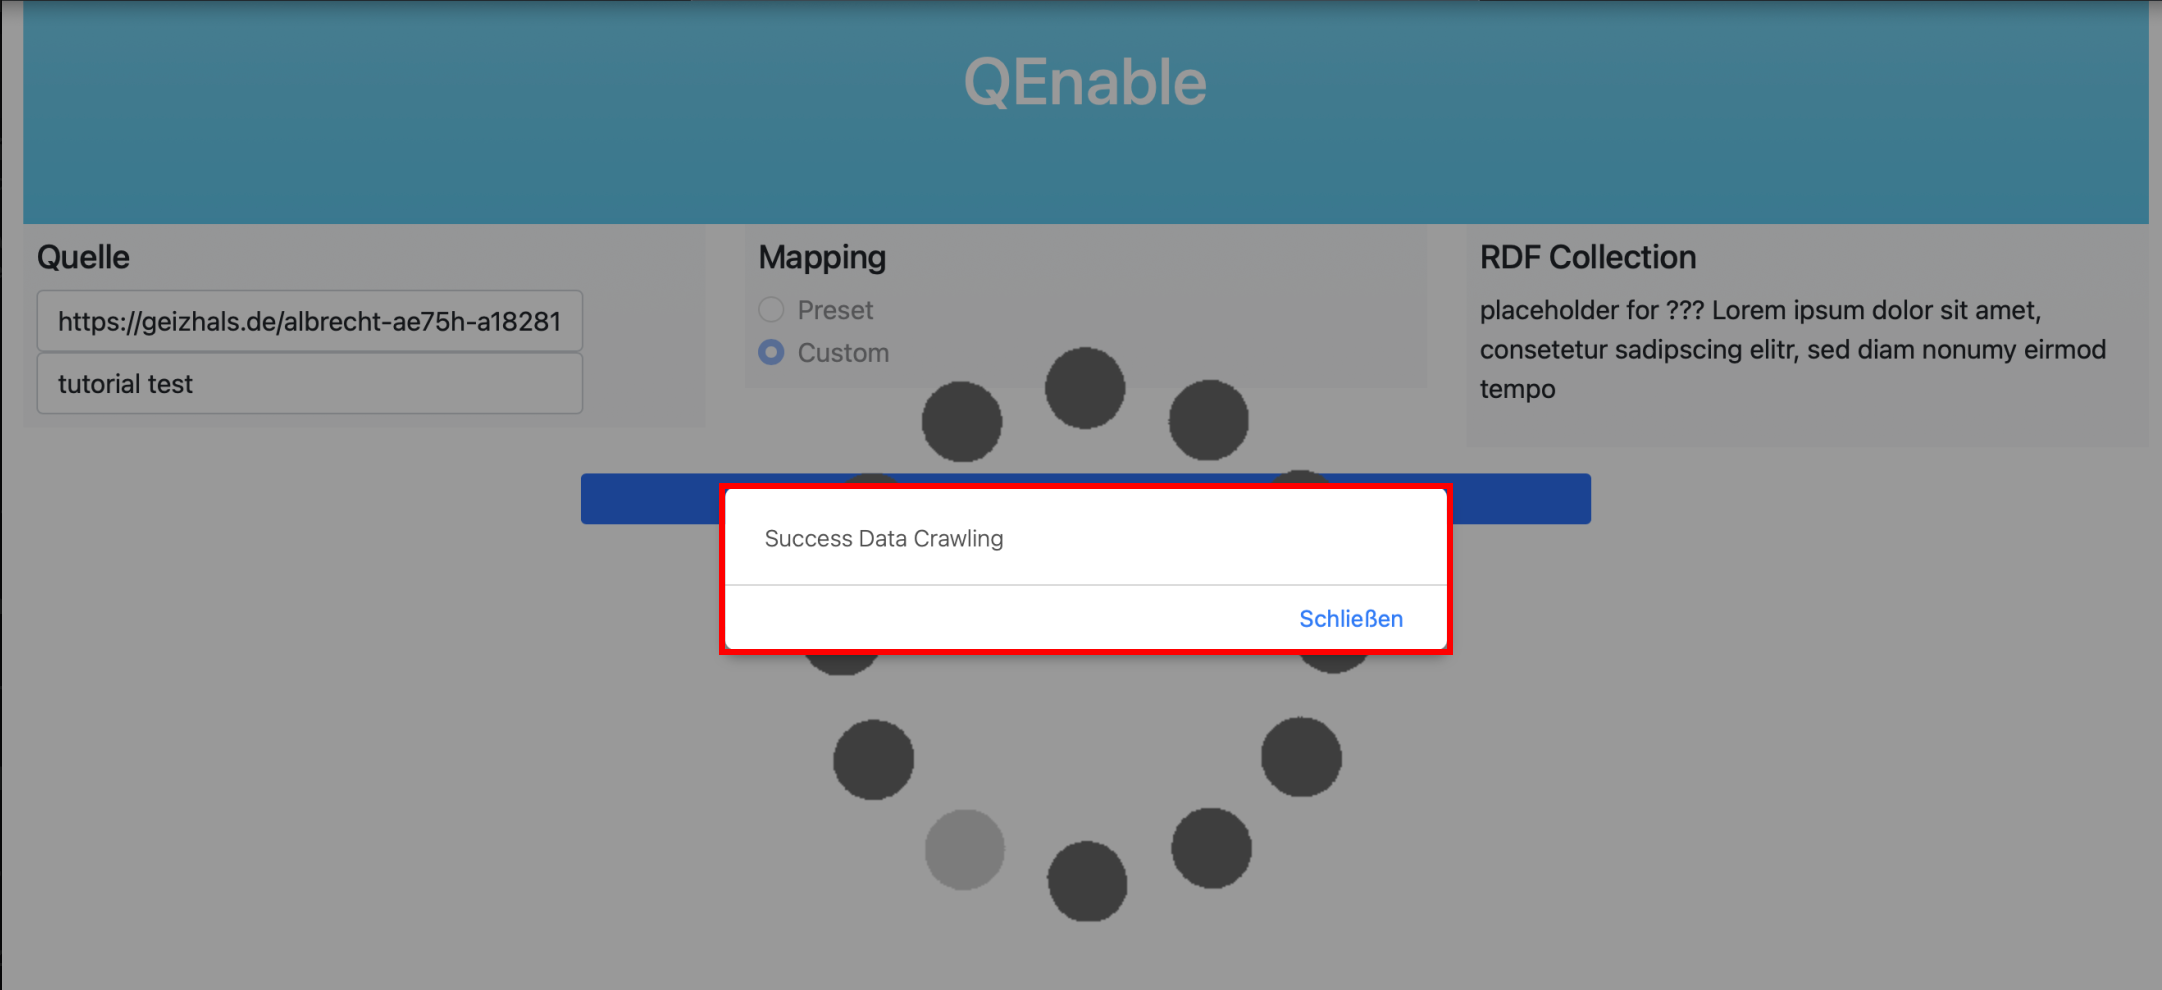 QEnable
Quelle
https://geizhals.de/albrecht-ae75h-a18281
tutorial test
Mapping
Preset
Custom
RDF Collection
placeholder for ??? Lorem ipsum dolor sit amet,
consetetur sadipscing elitr, sed diam nonumy eirmod
tempo
Success Data Crawling
Schließen